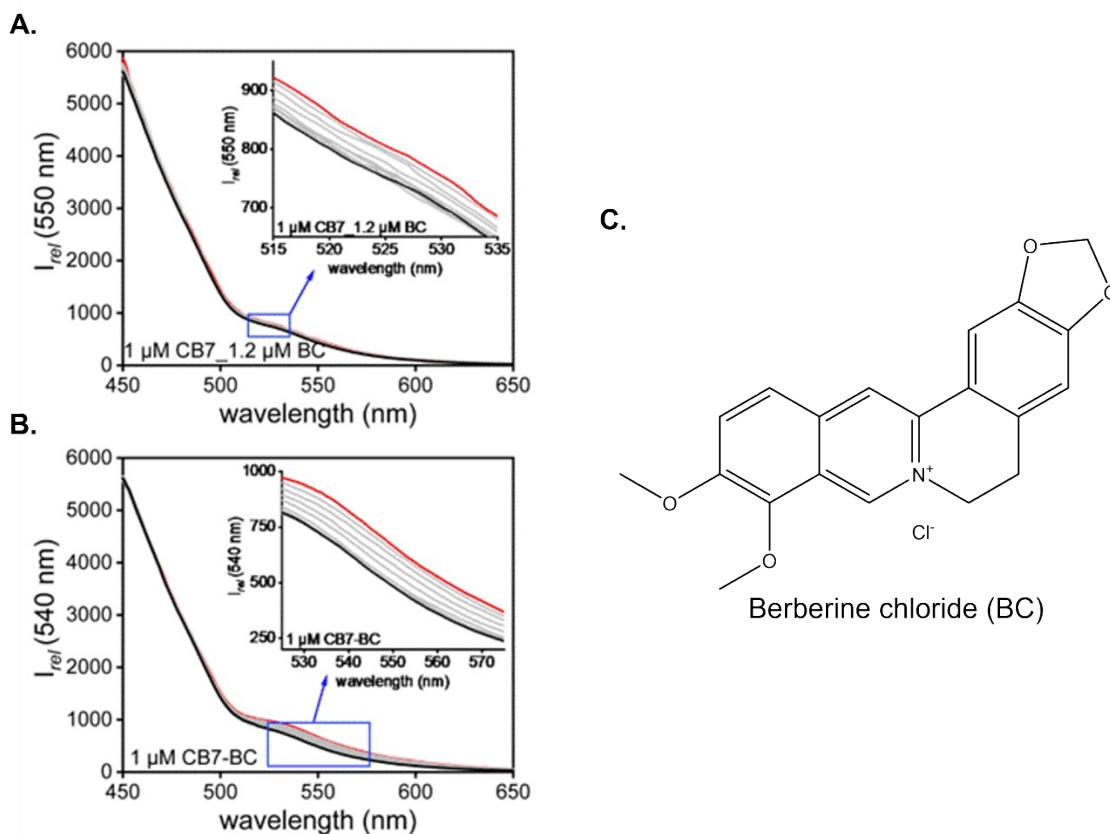 A.
6000
5000
4000
3000
2000
1000
0
I_rel (550 nm)
450 500 550 600 650
wavelength (nm)
1 µM CB7_1.2 µM BC
900
800
700
I_rel (550 nm)
515 520 525 530 535
wavelength (nm)
1 µM CB7_1.2 µM BC
B.
6000
5000
4000
3000
2000
1000
0
I_rel (540 nm)
450 500 550 600 650
wavelength (nm)
1 µM CB7-BC
1000
750
500
250
I_rel (540 nm)
530 540 550 560 570
wavelength (nm)
1 µM CB7-BC
C.
O
O
N+
O
O
Cl-
Berberine chloride (BC)